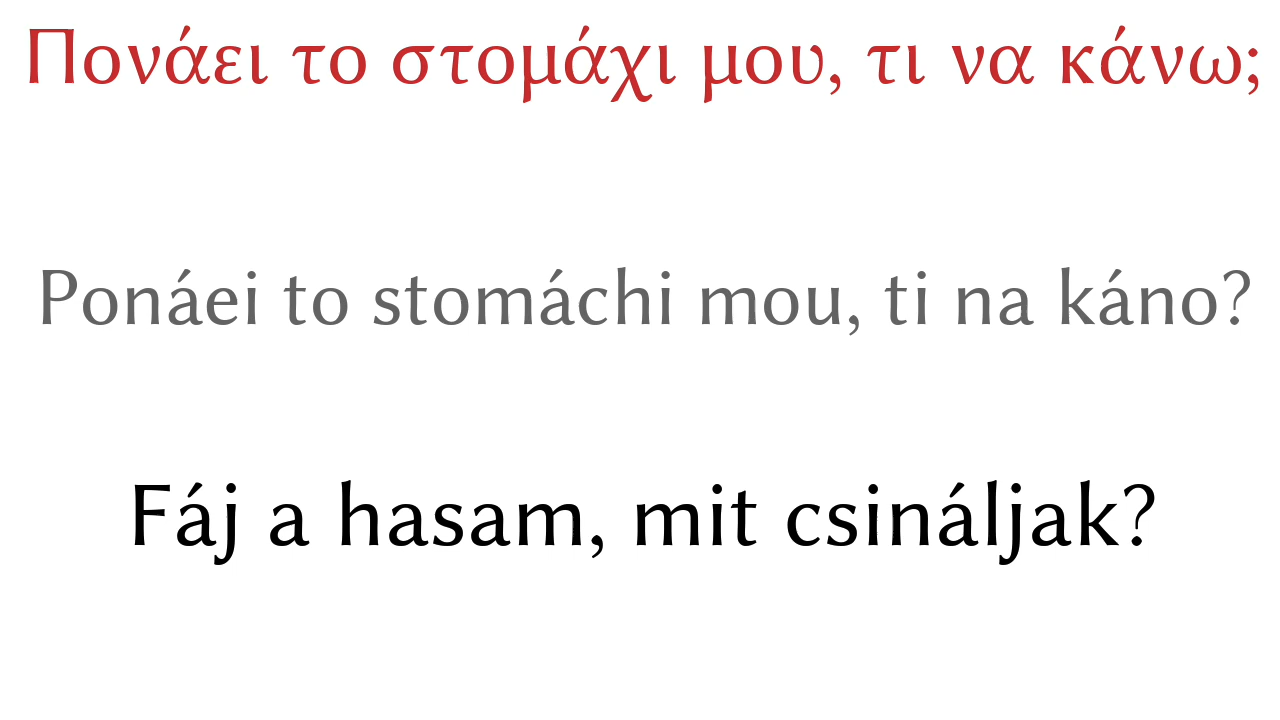 Πονάει το στομάχι μου, τι να κάνω;
Ponáei to stomáchi mou, ti na káno?
Fáj a hasam, mit csináljak?